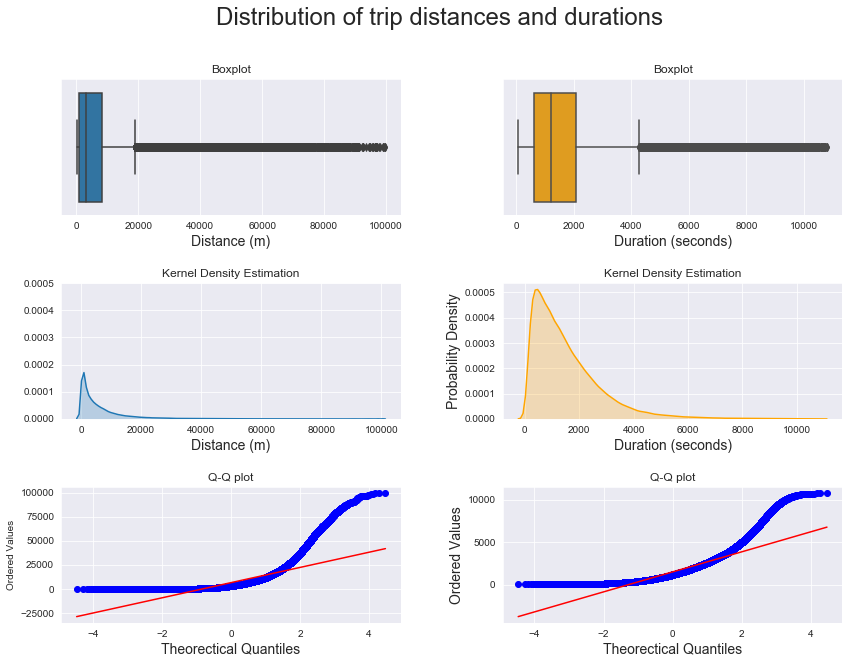 Distribution of trip distances and durations
Boxplot
0 20000 40000 60000 80000 100000
Distance (m)
Boxplot
0 2000 4000 6000 8000 10000
Duration (seconds)
Kernel Density Estimation
0.0005
0.0004
0.0003
0.0002
0.0001
0.0000
0 20000 40000 60000 80000 100000
Distance (m)
Kernel Density Estimation
Probability Density
0.0005
0.0004
0.0003
0.0002
0.0001
0.0000
0 2000 4000 6000 8000 10000
Duration (seconds)
Q-Q plot
Ordered Values
100000
75000
50000
25000
0
−25000
−4 −2 0 2 4
Theorectical Quantiles
Q-Q plot
Ordered Values
10000
5000
0
−4 −2 0 2 4
Theorectical Quantiles